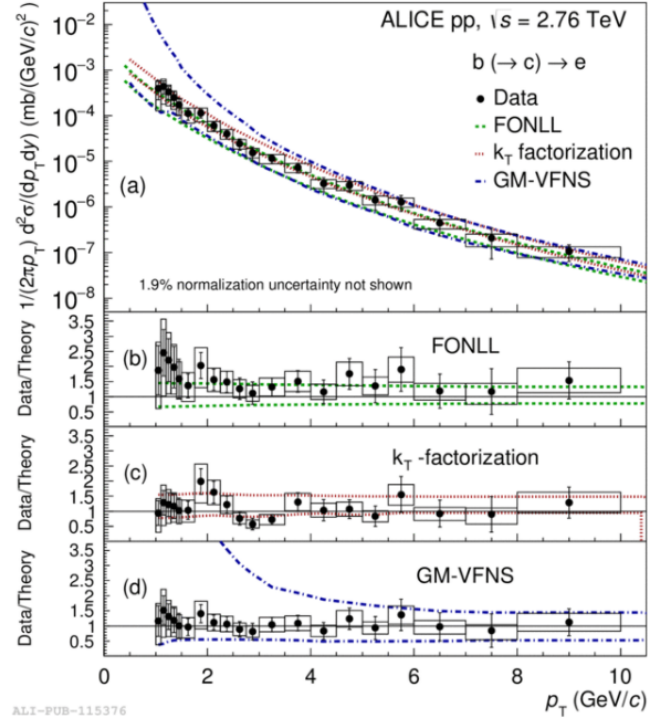 ALICE pp, √s = 2.76 TeV
b (→ c) → e
Data
FONLL
k_T factorization
GM-VFNS
1/(2πp_T) d²σ/(dp_Tdy) (mb/(GeV/c)²)
1
10⁻¹
10⁻²
10⁻³
10⁻⁴
10⁻⁵
10⁻⁶
10⁻⁷
10⁻⁸
(a)
1.9% normalization uncertainty not shown
Data/Theory
3.5
3
2.5
2
1.5
1
0.5
(b)
FONLL
Data/Theory
3.5
3
2.5
2
1.5
1
0.5
(c)
k_T -factorization
Data/Theory
3.5
3
2.5
2
1.5
1
0.5
(d)
GM-VFNS
0 2 4 6 8 10
p_T (GeV/c)
ALI-PUB-115376